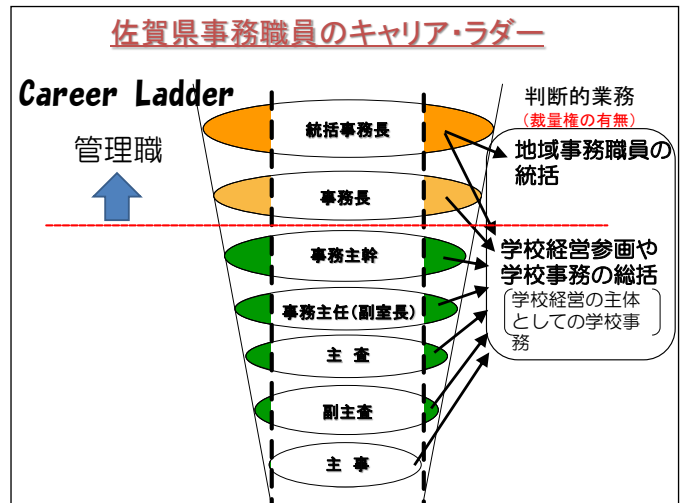 佐賀県事務職員のキャリア・ラダー
Career Ladder
管理職
判断的業務
(裁量権の有無)
統括事務長
事務長
事務主幹
事務主任(副室長)
主 査
副主査
主 事
地域事務職員の
統括
学校経営参画や
学校事務の総括
学校経営の主体
としての学校事
務